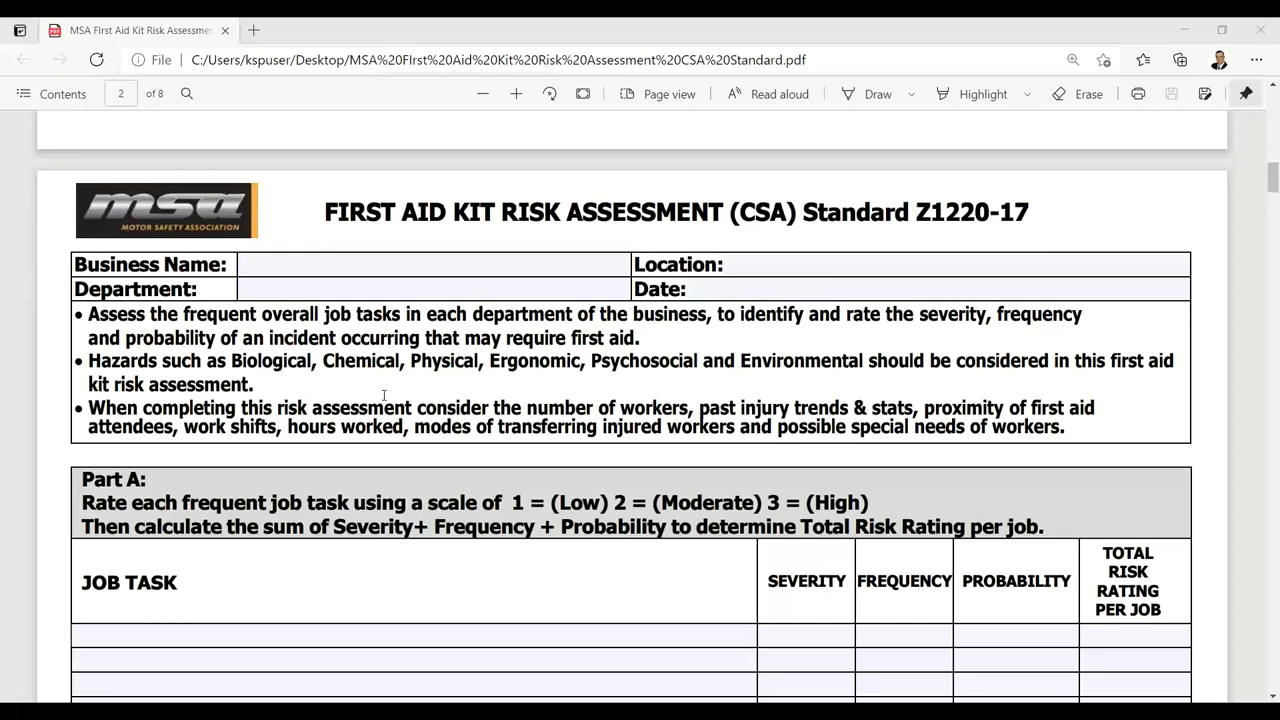 MSA FIrst Aid Kit Risk Assessme
File
C:/Users/kspuser/Desktop/MSA%20FIrst%20Aid%20Kit%20Risk%20Assessment%20CSA%20Standard.pdf
Contents
2
of 8
Page view
Read aloud
Draw
Highlight
Erase
msa
MOTOR SAFETY ASSOCIATION
FIRST AID KIT RISK ASSESSMENT (CSA) Standard Z1220-17
Business Name:
Location:
Department:
Date:
• Assess the frequent overall job tasks in each department of the business, to identify and rate the severity, frequency
and probability of an incident occurring that may require first aid.
• Hazards such as Biological, Chemical, Physical, Ergonomic, Psychosocial and Environmental should be considered in this first aid
kit risk assessment.
• When completing this risk assessment consider the number of workers, past injury trends & stats, proximity of first aid
attendees, work shifts, hours worked, modes of transferring injured workers and possible special needs of workers.
Part A:
Rate each frequent job task using a scale of 1 = (Low) 2 = (Moderate) 3 = (High)
Then calculate the sum of Severity+ Frequency + Probability to determine Total Risk Rating per job.
JOB TASK
SEVERITY
FREQUENCY
PROBABILITY
TOTAL
RISK
RATING
PER JOB